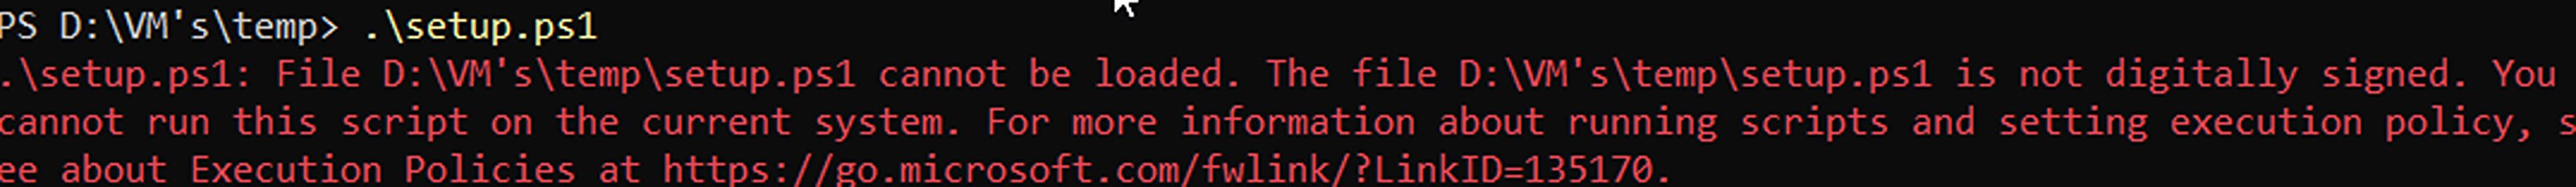 PS D:\VM's\temp> .\setup.ps1
.\setup.ps1: File D:\VM's\temp\setup.ps1 cannot be loaded. The file D:\VM's\temp\setup.ps1 is not digitally signed. You
cannot run this script on the current system. For more information about running scripts and setting execution policy, s
ee about Execution Policies at https://go.microsoft.com/fwlink/?LinkID=135170.